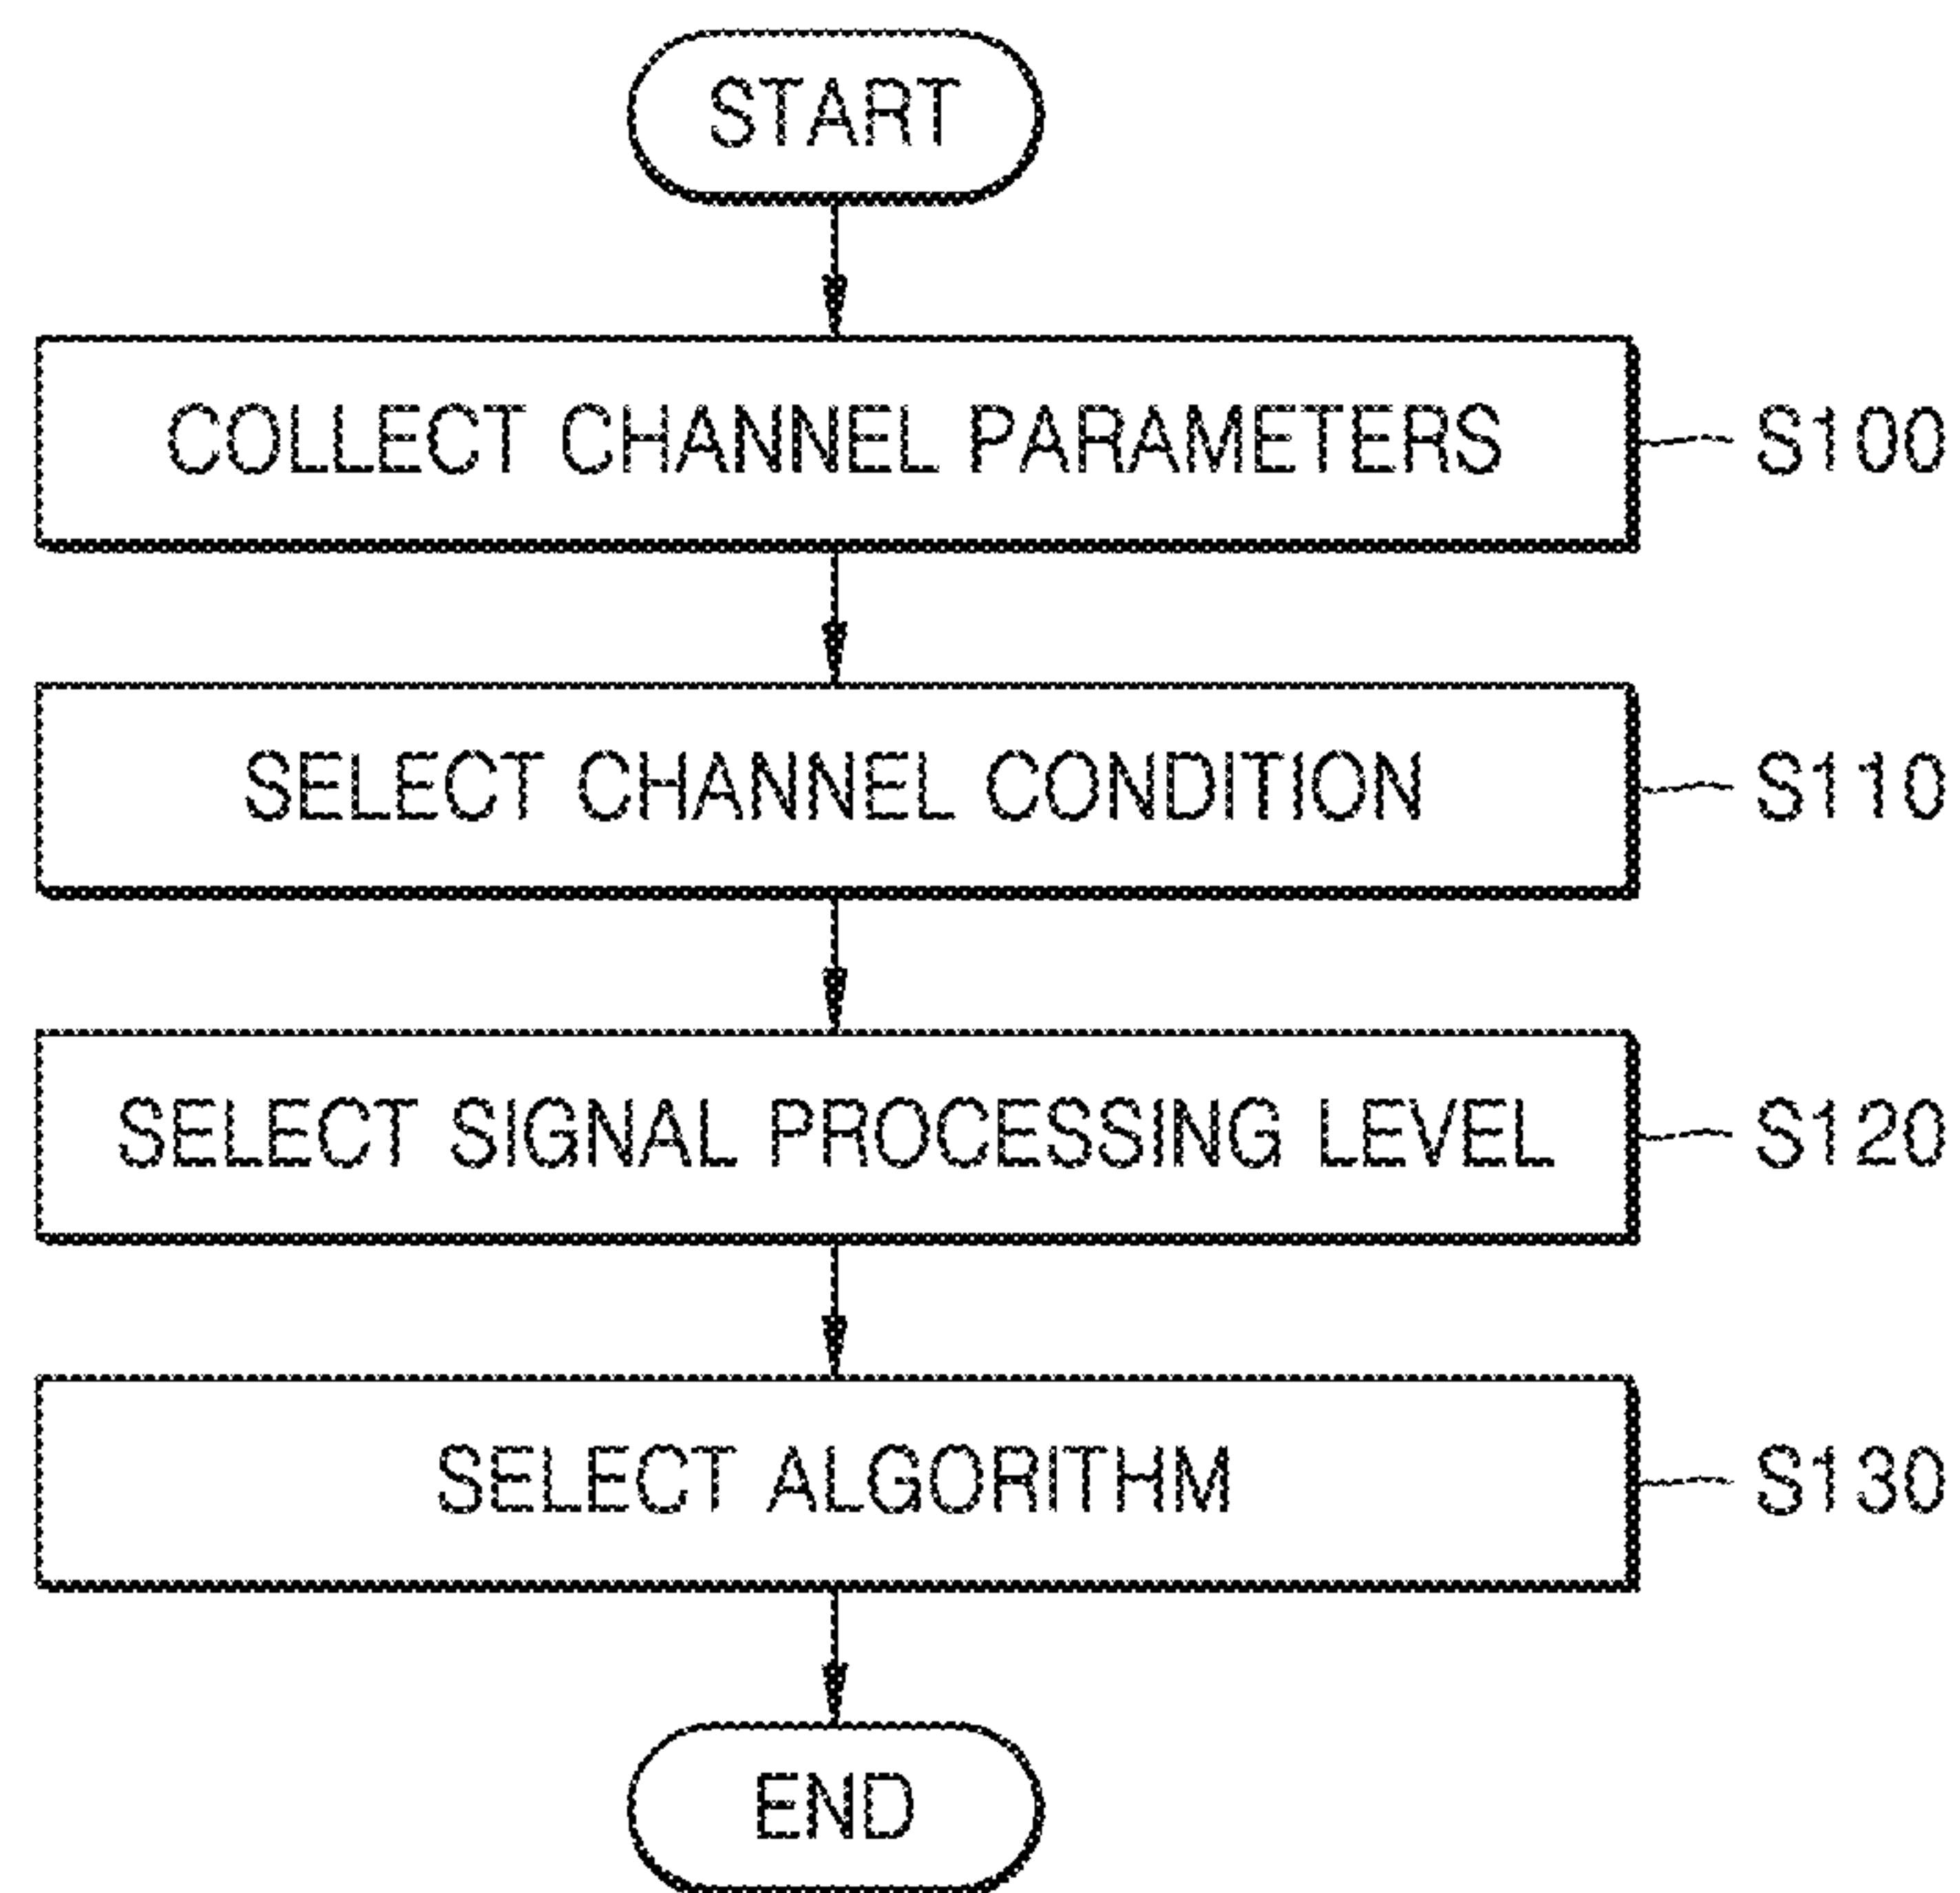 START
COLLECT CHANNEL PARAMETERS S100
SELECT CHANNEL CONDITION S110
SELECT SIGNAL PROCESSING LEVEL S120
SELECT ALGORITHM S130
END